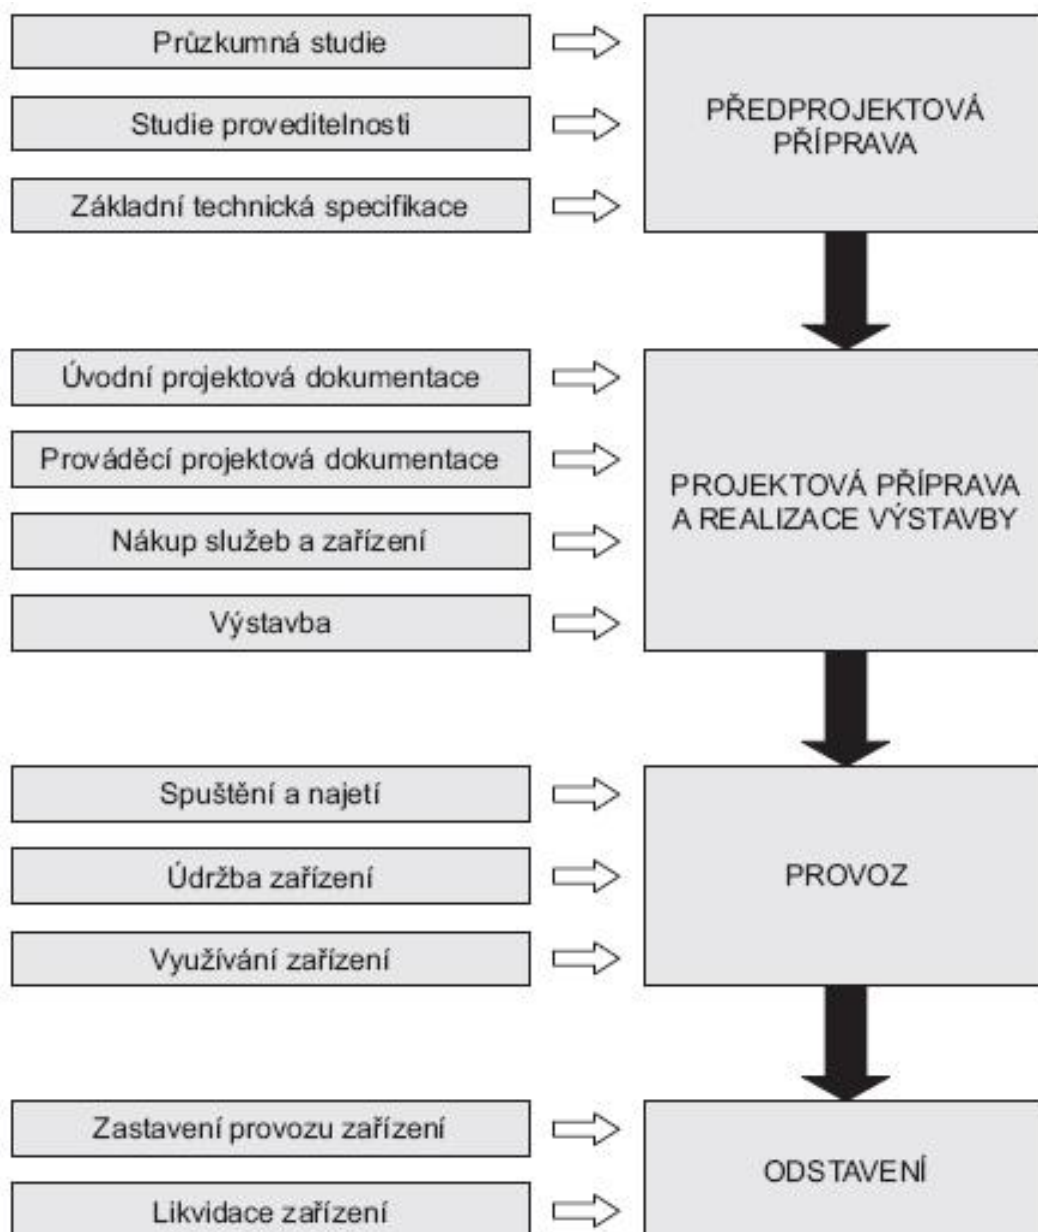 Průzkumná studie
Studie proveditelnosti
Základní technická specifikace
PŘEDPROJEKTOVÁ
PŘÍPRAVA
Úvodní projektová dokumentace
Prováděcí projektová dokumentace
Nákup služeb a zařízení
Výstavba
PROJEKTOVÁ PŘÍPRAVA
A REALIZACE VÝSTAVBY
Spuštění a najetí
Údržba zařízení
Využívání zařízení
PROVOZ
Zastavení provozu zařízení
Likvidace zařízení
ODSTAVENÍ